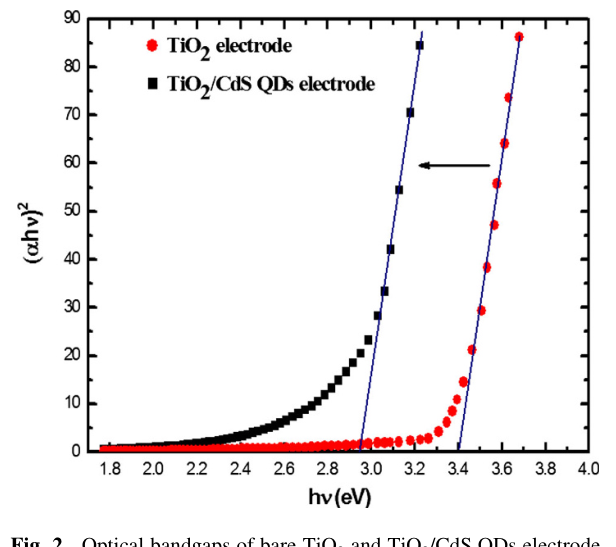 90
80
70
60
50
40
30
20
10
0
(αhν)²
TiO₂ electrode
TiO₂/CdS QDs electrode
1.8 2.0 2.2 2.4 2.6 2.8 3.0 3.2 3.4 3.6 3.8 4.0
hν(eV)
Fig. 2 Optical bandgaps of bare TiO₂ and TiO₂/CdS QDs electrode